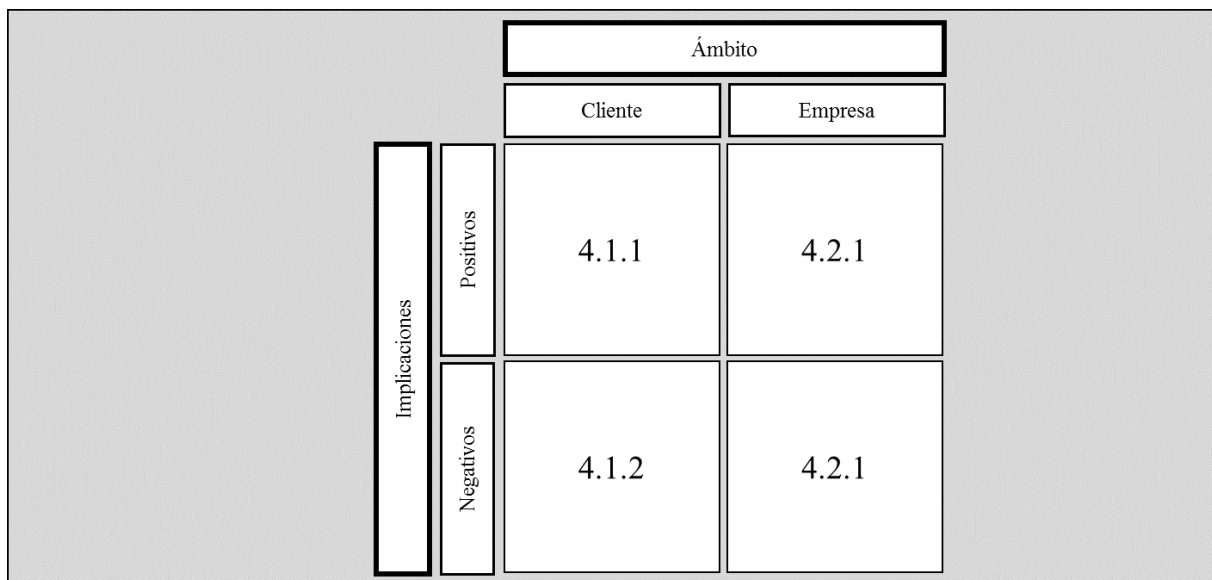 Ámbito
Cliente Empresa
Implicaciones
Positivos
4.1.1 4.2.1
Negativos
4.1.2 4.2.1